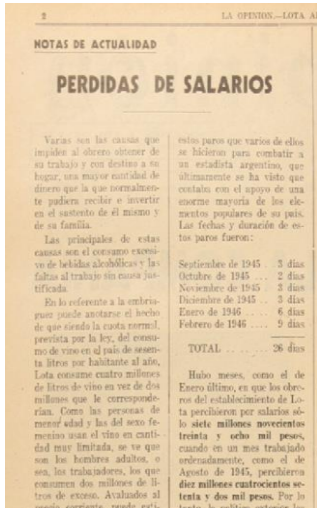 2
LA OPINION.—LOTA A
NOTAS DE ACTUALIDAD
PERDIDAS DE SALARIOS
Varias son las causas que
impiden al obrero obtener de
su trabajo y con destino a su
hogar, una mayor cantidad de
dinero que la que normalmen-
te pudiera recibir e invertir
en el sustento de él mismo y
de su familia.
Las principales de estas
causas son el consumo excesi-
vo de bebidas alcohólicas y las
faltas al trabajo sin causa jus-
tificada.
En lo referente a la embria-
guez puede anotarse el hecho
de que siendo la cuota normal,
prevista por la ley, del consu-
mo de vino en el país de sesen-
ta litros por habitante al año,
Lota consume cuatro millones
de litros de vino en vez de dos
millones que le corresponde-
rían. Como las personas de
menor edad y las del sexo fe-
menino usan el vino en canti-
dad muy limitada, se ve que
son los hombres adultos, o
sea, los trabajadores, los que
consumen dos millones de li-
tros de exceso. Avaluados al
estos paros que varios de ellos
se hicieron para combatir a
un estadista argentino, que
últimamente se ha visto que
contaba con el apoyo de una
enorme mayoría de los ele-
mentos populares de su país.
Las fechas y duración de es-
tos paros fueron:
Septiembre de 1945 . 3 días
Octubre de 1945 . . . 2 días
Noviembre de 1945 . 3 días
Diciembre de 1945 . . 3 días
Enero de 1946 . . . . 6 días
Febrero de 1946 . . . 9 días
TOTAL . . . . . . 26 días
Hubo meses, como el de
Enero último, en que los obre-
ros del establecimiento de Lo-
ta percibieron por salarios só-
lo siete millones novecientos
treinta y ocho mil pesos,
cuando en un mes trabajado
ordenadamente, como el de
Agosto de 1945, percibieron
diez millones cuatrocientos se-
tenta y dos mil pesos. Por lo